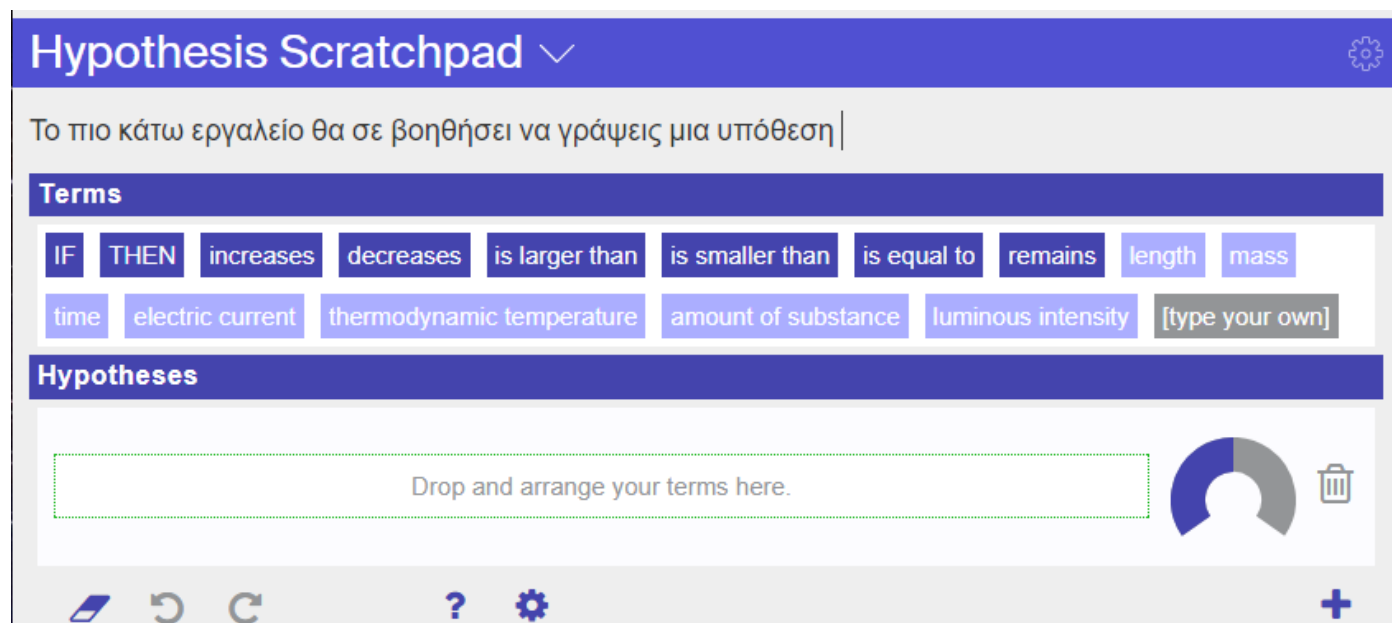 Hypothesis Scratchpad
Το πιο κάτω εργαλείο θα σε βοηθήσει να γράψεις μια υπόθεση
Terms
IF THEN increases decreases is larger than is smaller than is equal to remains length mass
time electric current thermodynamic temperature amount of substance luminous intensity [type your own]
Hypotheses
Drop and arrange your terms here.
?